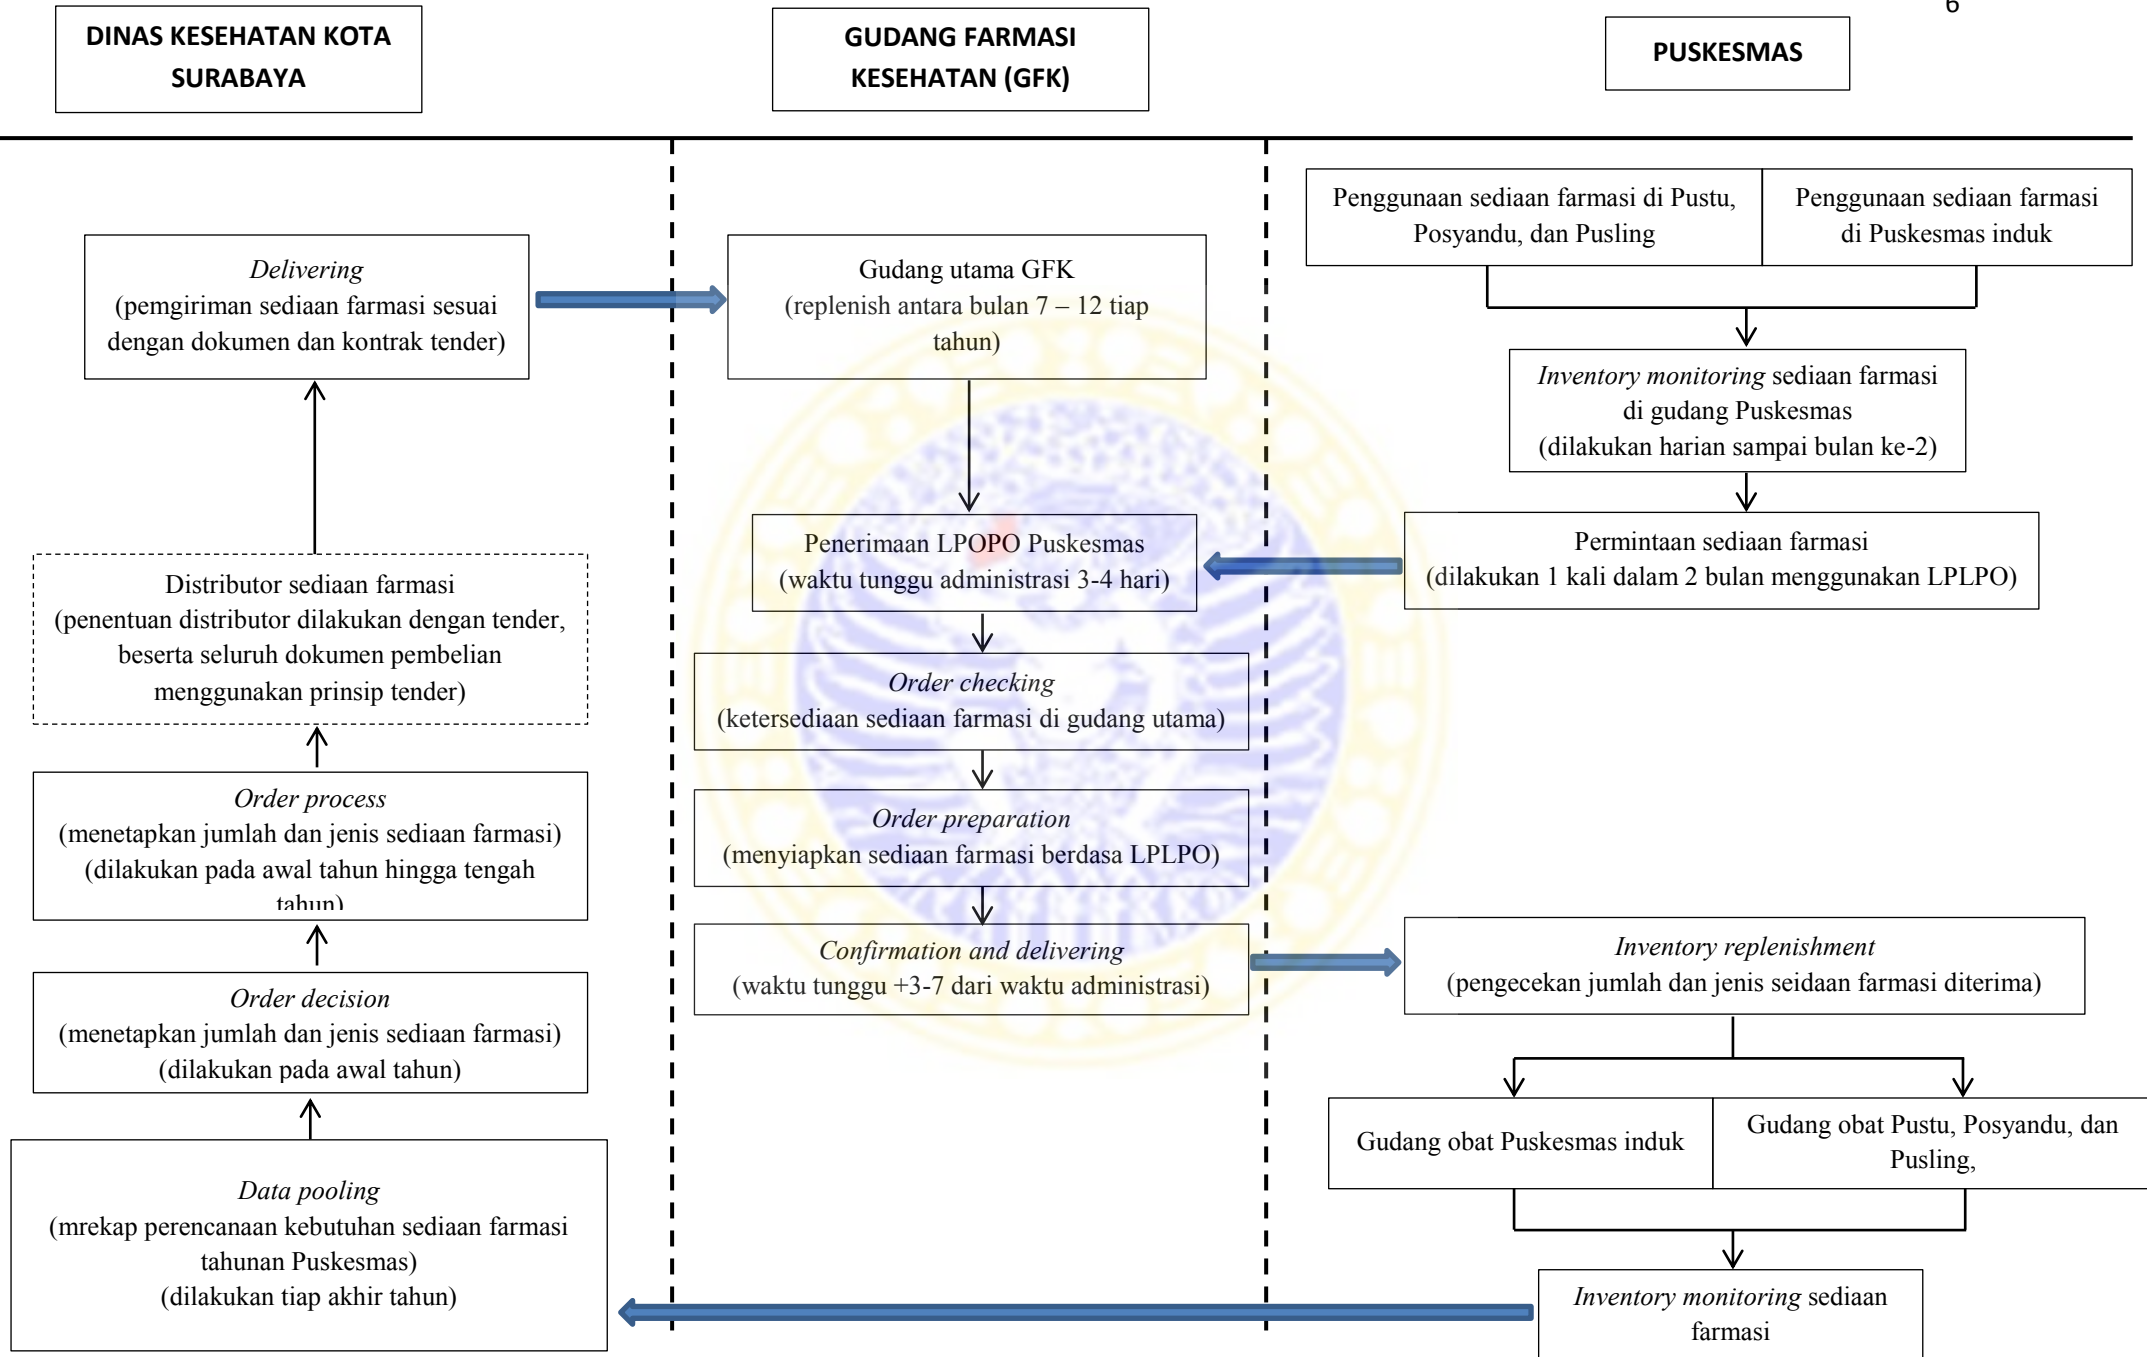 6
DINAS KESEHATAN KOTA
SURABAYA
GUDANG FARMASI
KESEHATAN (GFK)
PUSKESMAS
Delivering
(pemgiriman sediaan farmasi sesuai
dengan dokumen dan kontrak tender)
Distributor sediaan farmasi
(penentuan distributor dilakukan dengan tender,
beserta seluruh dokumen pembelian
menggunakan prinsip tender)
Order process
(menetapkan jumlah dan jenis sediaan farmasi)
(dilakukan pada awal tahun hingga tengah
tahun)
Order decision
(menetapkan jumlah dan jenis sediaan farmasi)
(dilakukan pada awal tahun)
Data pooling
(mrekap perencanaan kebutuhan sediaan farmasi
tahunan Puskesmas)
(dilakukan tiap akhir tahun)
Gudang utama GFK
(replenish antara bulan 7 – 12 tiap
tahun)
Penerimaan LPOPO Puskesmas
(waktu tunggu administrasi 3-4 hari)
Order checking
(ketersediaan sediaan farmasi di gudang utama)
Order preparation
(menyiapkan sediaan farmasi berdasa LPLPO)
Confirmation and delivering
(waktu tunggu +3-7 dari waktu administrasi)
Penggunaan sediaan farmasi di Pustu,
Posyandu, dan Pusling
Penggunaan sediaan farmasi
di Puskesmas induk
Inventory monitoring sediaan farmasi
di gudang Puskesmas
(dilakukan harian sampai bulan ke-2)
Permintaan sediaan farmasi
(dilakukan 1 kali dalam 2 bulan menggunakan LPLPO)
Inventory replenishment
(pengecekan jumlah dan jenis seidaan farmasi diterima)
Gudang obat Puskesmas induk
Gudang obat Pustu, Posyandu, dan
Pusling,
Inventory monitoring sediaan
farmasi